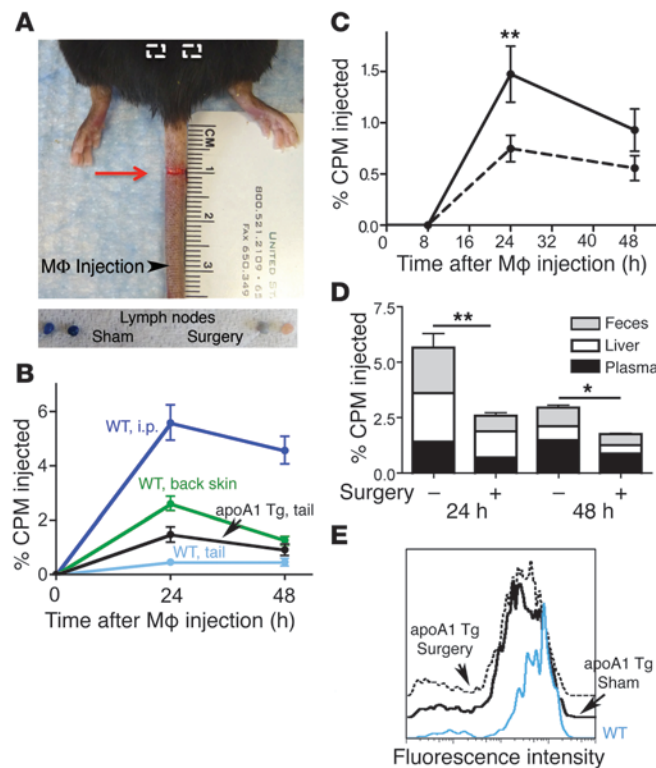 A
CM
1
2
3
800.521.2109 • 65
FAX 650.349
UNITED ST
MΦ Injection
Lymph nodes
Sham Surgery
B
% CPM injected
6
4
2
0
WT, i.p.
WT, back skin
apoA1 Tg, tail
WT, tail
0 24 48
Time after Mφ injection (h)
C
**
% CPM injected
1.5
1.0
0.5
0.0
0 8 16 24 32 40 48
Time after Mφ injection (h)
D
% CPM injected
7.5
5.0
2.5
0.0
**
*
Feces
Liver
Plasma
Surgery − + − +
24 h 48 h
E
apoA1 Tg
Surgery
apoA1 Tg
Sham
WT
Fluorescence intensity